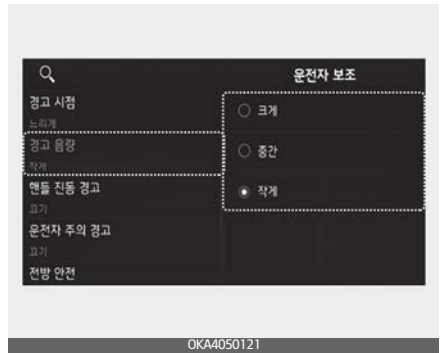 운전자 보조
경고 시점
느리게
경고 음량
작게
핸들 진동 경고
끄기
운전자 주의 경고
끄기
전방 안전
크게
중간
작게
OKA4050121